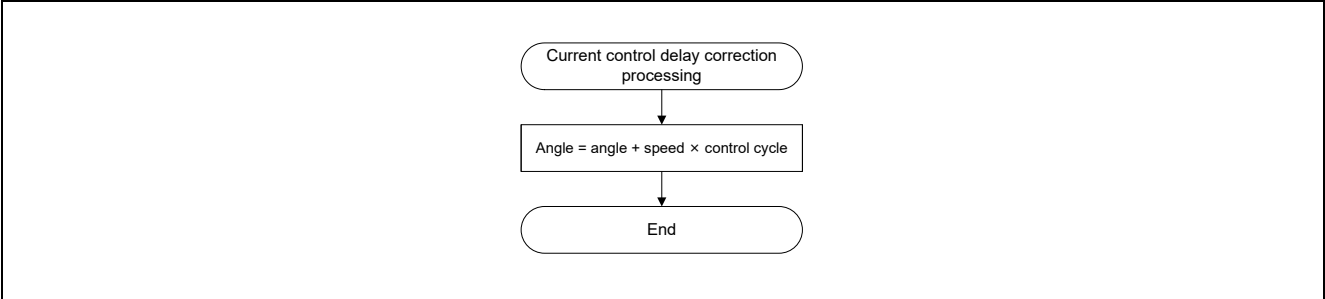 Current control delay correction
processing
Angle = angle + speed × control cycle
End